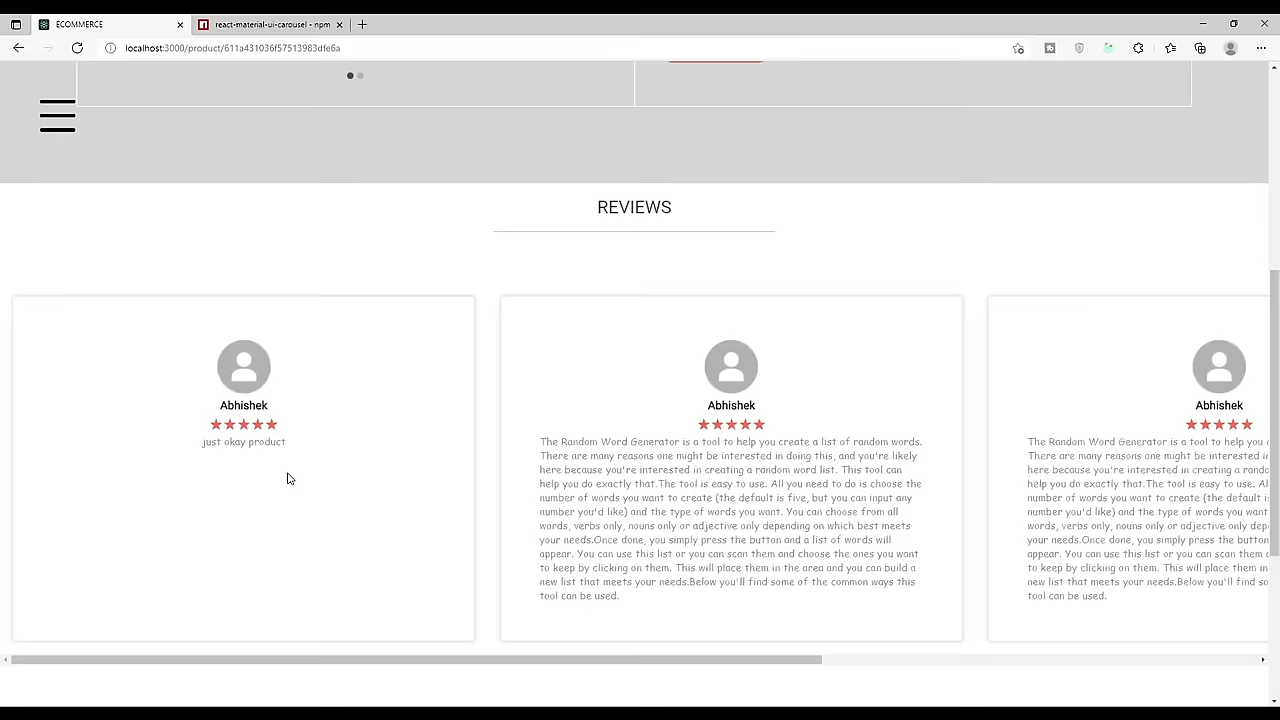 ECOMMERCE
react-material-ui-carousel - npm
localhost:3000/product/611a431036f57513983dfe6a
REVIEWS
Abhishek
just okay product
Abhishek
The Random Word Generator is a tool to help you create a list of random words.
There are many reasons one might be interested in doing this, and you're likely
here because you're interested in creating a random word list. This tool can
help you do exactly that.The tool is easy to use. All you need to do is choose the
number of words you want to create (the default is five, but you can input any
number you'd like) and the type of words you want. You can choose from all
words, verbs only, nouns only or adjective only depending on which best meets
your needs.Once done, you simply press the button and a list of words will
appear. You can use this list or you can scan them and choose the ones you want
to keep by clicking on them. This will place them in the area and you can build a
new list that meets your needs.Below you'll find some of the common ways this
tool can be used.
Abhishek
The Random Word Generator is a tool to help you
There are many reasons one might be interested in
here because you're interested in creating a
help you do exactly that.The tool is easy to use.
number of words you want to create (the default
number you'd like) and the type of words you want.
words, verbs only, nouns only or adjective only
your needs.Once done, you simply press the button
appear. You can use this list or you can scan them
to keep by clicking on them. This will place them in
new list that meets your needs.Below you'll find
tool can be used.